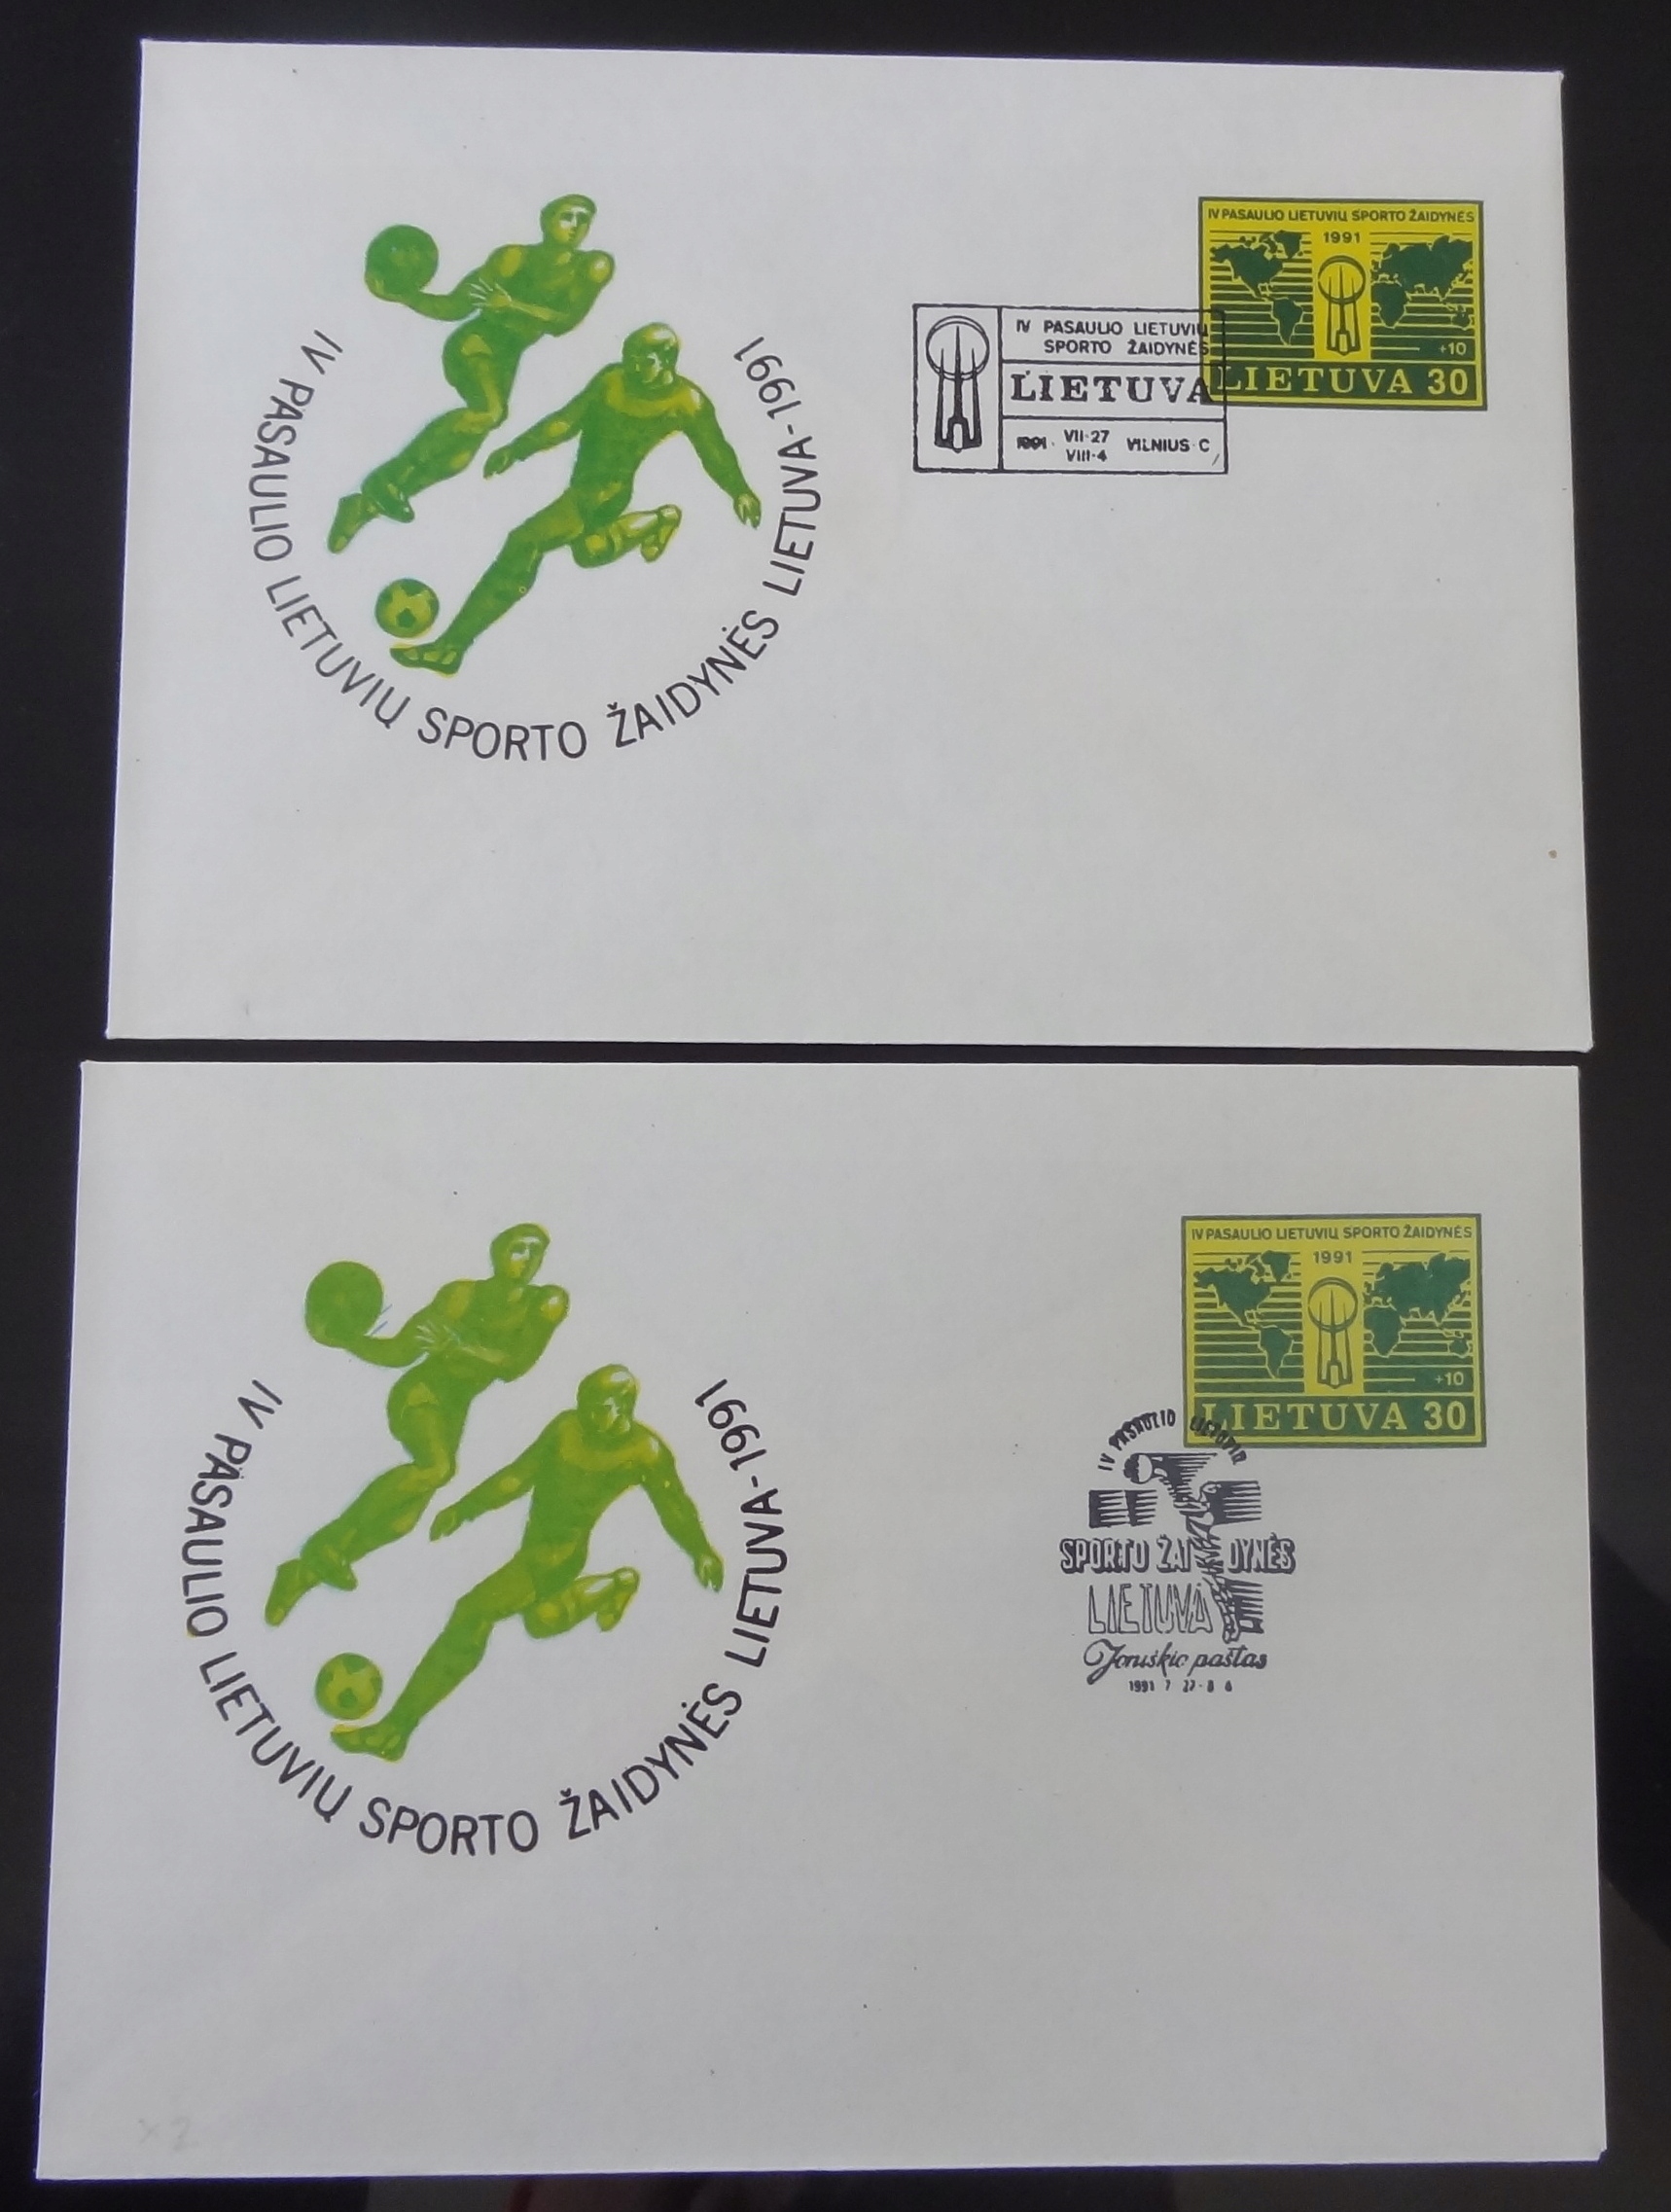 IV PASAULIO LIETUVIŲ SPORTO ŽAIDYNĖS LIETUVA-1991
IV PASAULIO LIETUVIŲ SPORTO ŽAIDYNĖS
1991
+10
LIETUVA 30
IV PASAULIO LIETUVIŲ
SPORTO ŽAIDYNĖS
LIETUVA
1991. VII-27
VIII-4
VILNIUS C
IV PASAULIO LIETUVIŲ SPORTO ŽAIDYNĖS LIETUVA-1991
IV PASAULIO LIETUVIŲ SPORTO ŽAIDYNĖS
1991
+10
LIETUVA 30
IV PASAULIO LIETUVIŲ
SPORTO ŽAIDYNĖS
LIETUVA
Joniškio paštas
1991 7 27-8 4
x2